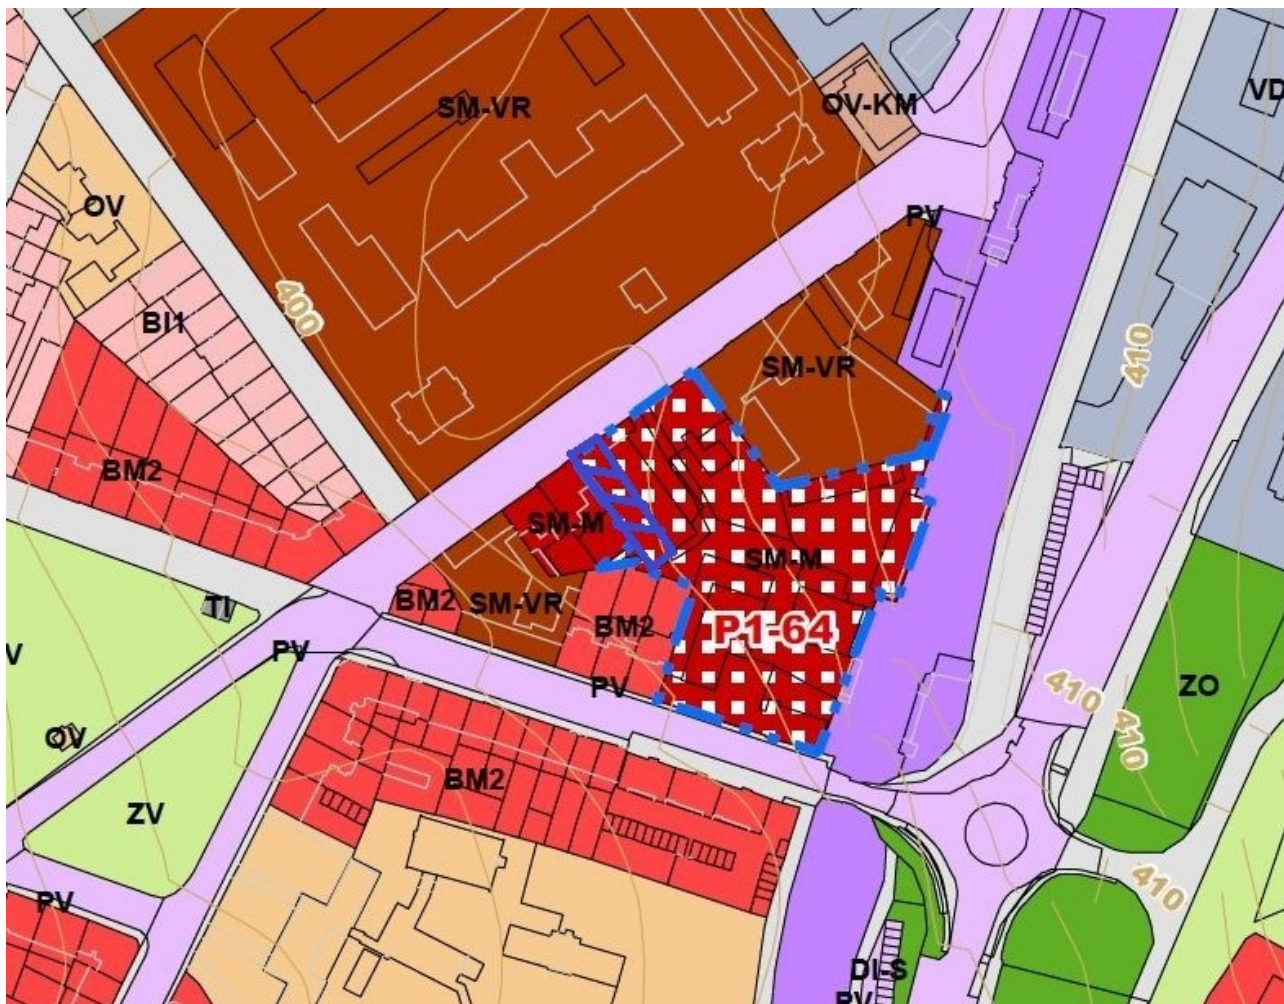 SM-VR
OV-KM
VD
OV
PV
400
BI1
410
SM-VR
BM2
SM-M
SM-M
BM2
SM-VR
TI
BM2
P1-64
V
PV
PV
410
ZO
OV
410
BM2
ZV
410
PV
DI-S
PV